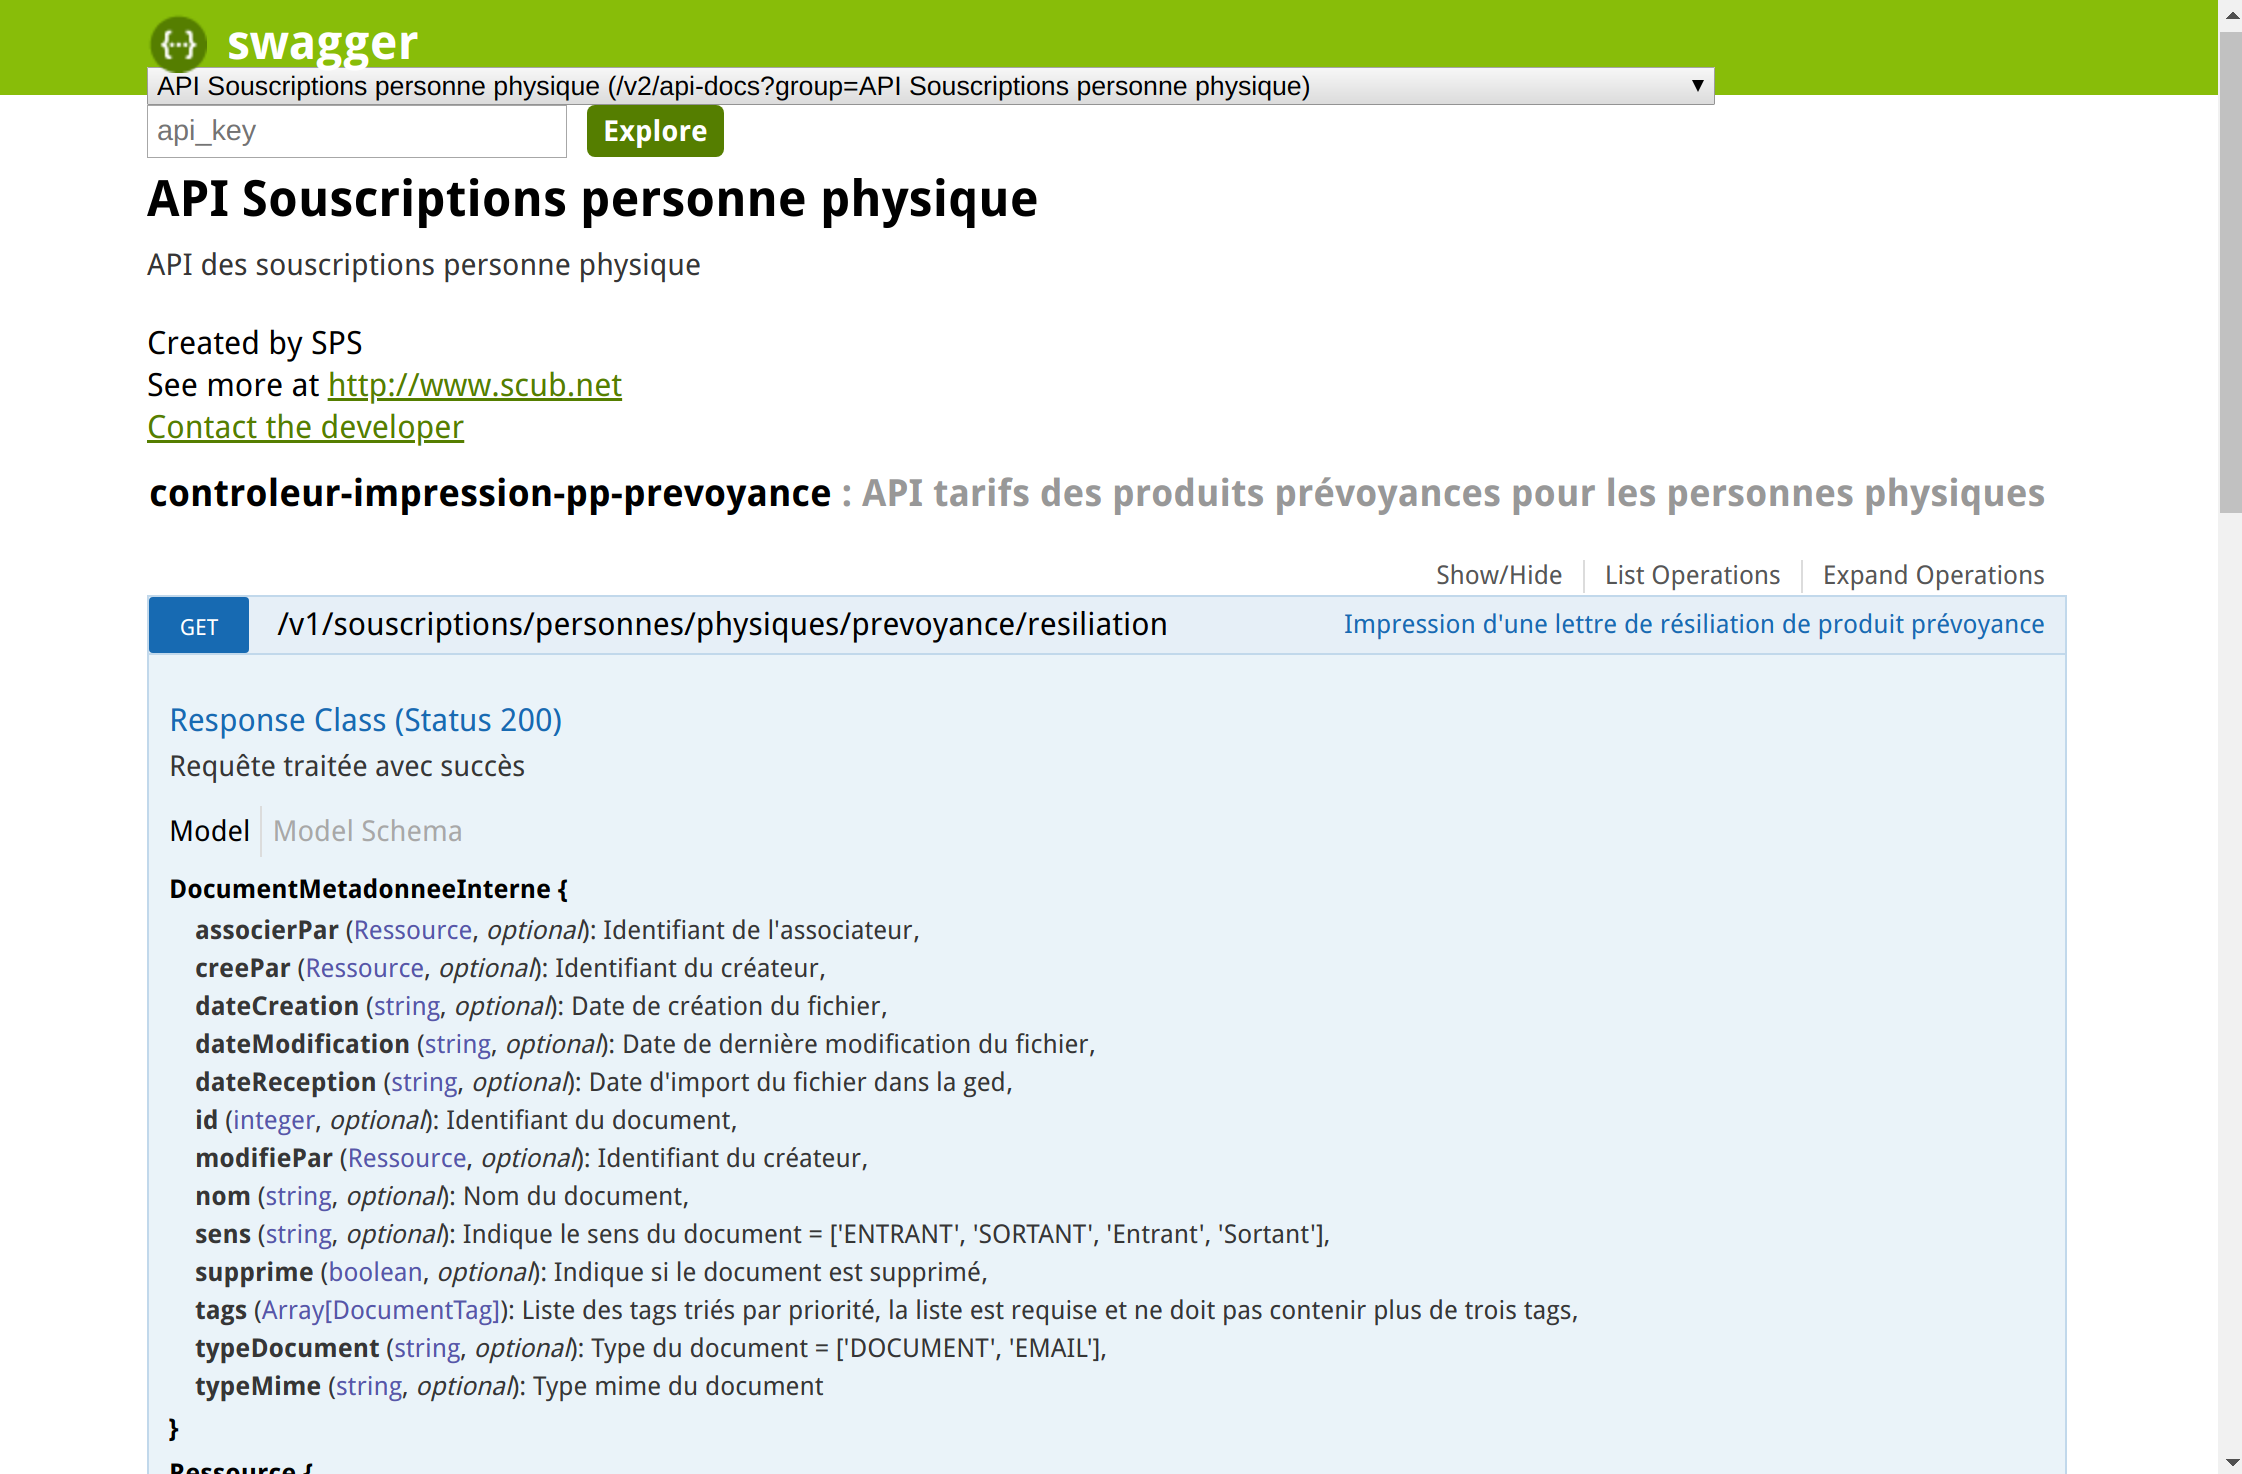 swagger
API Souscriptions personne physique (/v2/api-docs?group=API Souscriptions personne physique)
api_key
Explore
API Souscriptions personne physique
API des souscriptions personne physique
Created by SPS
See more at http://www.scub.net
Contact the developer
controleur-impression-pp-prevoyance : API tarifs des produits prévoyances pour les personnes physiques
Show/Hide List Operations Expand Operations
GET /v1/souscriptions/personnes/physiques/prevoyance/resiliation Impression d'une lettre de résiliation de produit prévoyance
Response Class (Status 200)
Requête traitée avec succès
Model Model Schema
DocumentMetadonneeInterne {
associerPar (Ressource, optional): Identifiant de l'associateur,
creePar (Ressource, optional): Identifiant du créateur,
dateCreation (string, optional): Date de création du fichier,
dateModification (string, optional): Date de dernière modification du fichier,
dateReception (string, optional): Date d'import du fichier dans la ged,
id (integer, optional): Identifiant du document,
modifiePar (Ressource, optional): Identifiant du créateur,
nom (string, optional): Nom du document,
sens (string, optional): Indique le sens du document = ['ENTRANT', 'SORTANT', 'Entrant', 'Sortant'],
supprime (boolean, optional): Indique si le document est supprimé,
tags (Array[DocumentTag]): Liste des tags triés par priorité, la liste est requise et ne doit pas contenir plus de trois tags,
typeDocument (string, optional): Type du document = ['DOCUMENT', 'EMAIL'],
typeMime (string, optional): Type mime du document
}
Ressource {